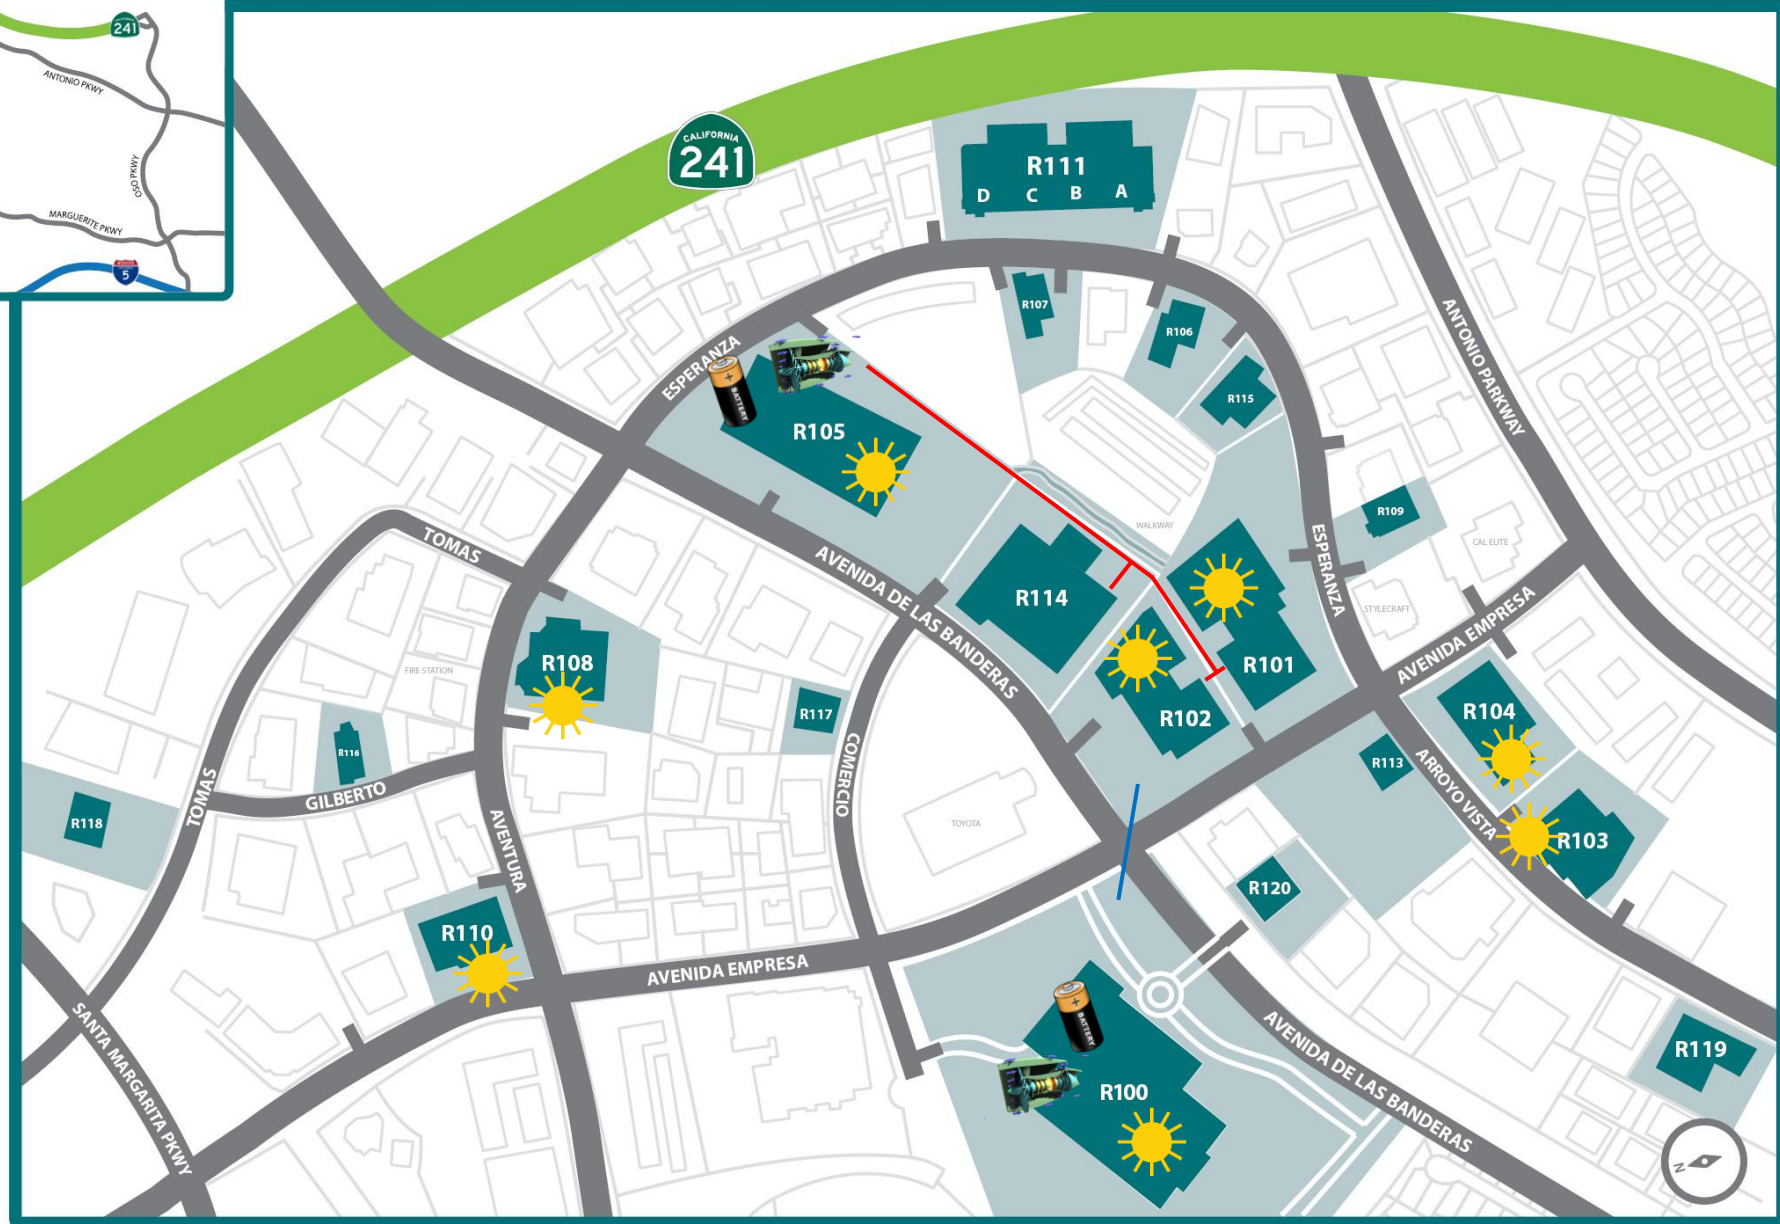 241
ANTONIO PKWY
OSO PKWY
MARGUERITE PKWY
5
CALIFORNIA
241
R111
D C B A
R107
R106
R115
ESPERANZA
BATTERY
R105
ANTONIO PARKWAY
R109
CAL ELITE
WALKWAY
ESPERANZA
TOMAS
AVENIDA DE LAS BANDERAS
R114
STYLECRAFT
AVENIDA EMPRESA
R101
R102
R108
FIRE STATION
R117
R104
R116
R113
ARROYO VISTA
COMERCIO
GILBERTO
TOMAS
R118
TOYOTA
AVENTURA
R103
R120
R110
AVENIDA EMPRESA
SANTA MARGARITA PKWY
BATTERY
R100
AVENIDA DE LAS BANDERAS
R119
N